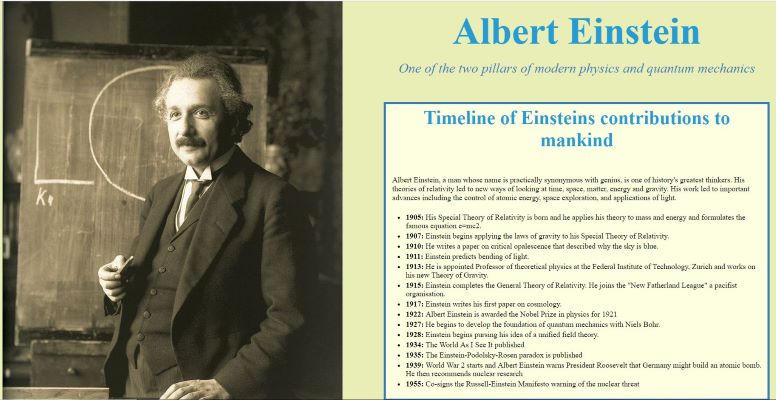 Albert Einstein
One of the two pillars of modern physics and quantum mechanics
Timeline of Einsteins contributions to
mankind
Albert Einstein, a man whose name is practically synonymous with genius, is one of history's greatest thinkers. His
theories of relativity led to new ways of looking at time, space, matter, energy and gravity. His work led to important
advances including the control of atomic energy, space exploration, and applications of light.
1905: His Special Theory of Relativity is born and he applies his theory to mass and energy and formulates the
famous equation e=mc2.
1907: Einstein begins applying the laws of gravity to his Special Theory of Relativity.
1910: He writes a paper on critical opalescence that described why the sky is blue.
1911: Einstein predicts bending of light.
1913: He is appointed Professor of theoretical physics at the Federal Institute of Technology, Zurich and works on
his new Theory of Gravity.
1915: Einstein completes the General Theory of Relativity. He joins the "New Fatherland League" a pacifist
organisation.
1917: Einstein writes his first paper on cosmology.
1922: Albert Einstein is awarded the Nobel Prize in physics for 1921
1927: He begins to develop the foundation of quantum mechanics with Niels Bohr.
1928: Einstein begins pursing his idea of a unified field theory.
1934: The World As I See It published
1935: The Einstein-Podolsky-Rosen paradox is published
1939: World War 2 starts and Albert Einstein warns President Roosevelt that Germany might build an atomic bomb.
He then recommends nuclear research
1955: Co-signs the Russell-Einstein Manifesto warning of the nuclear threat